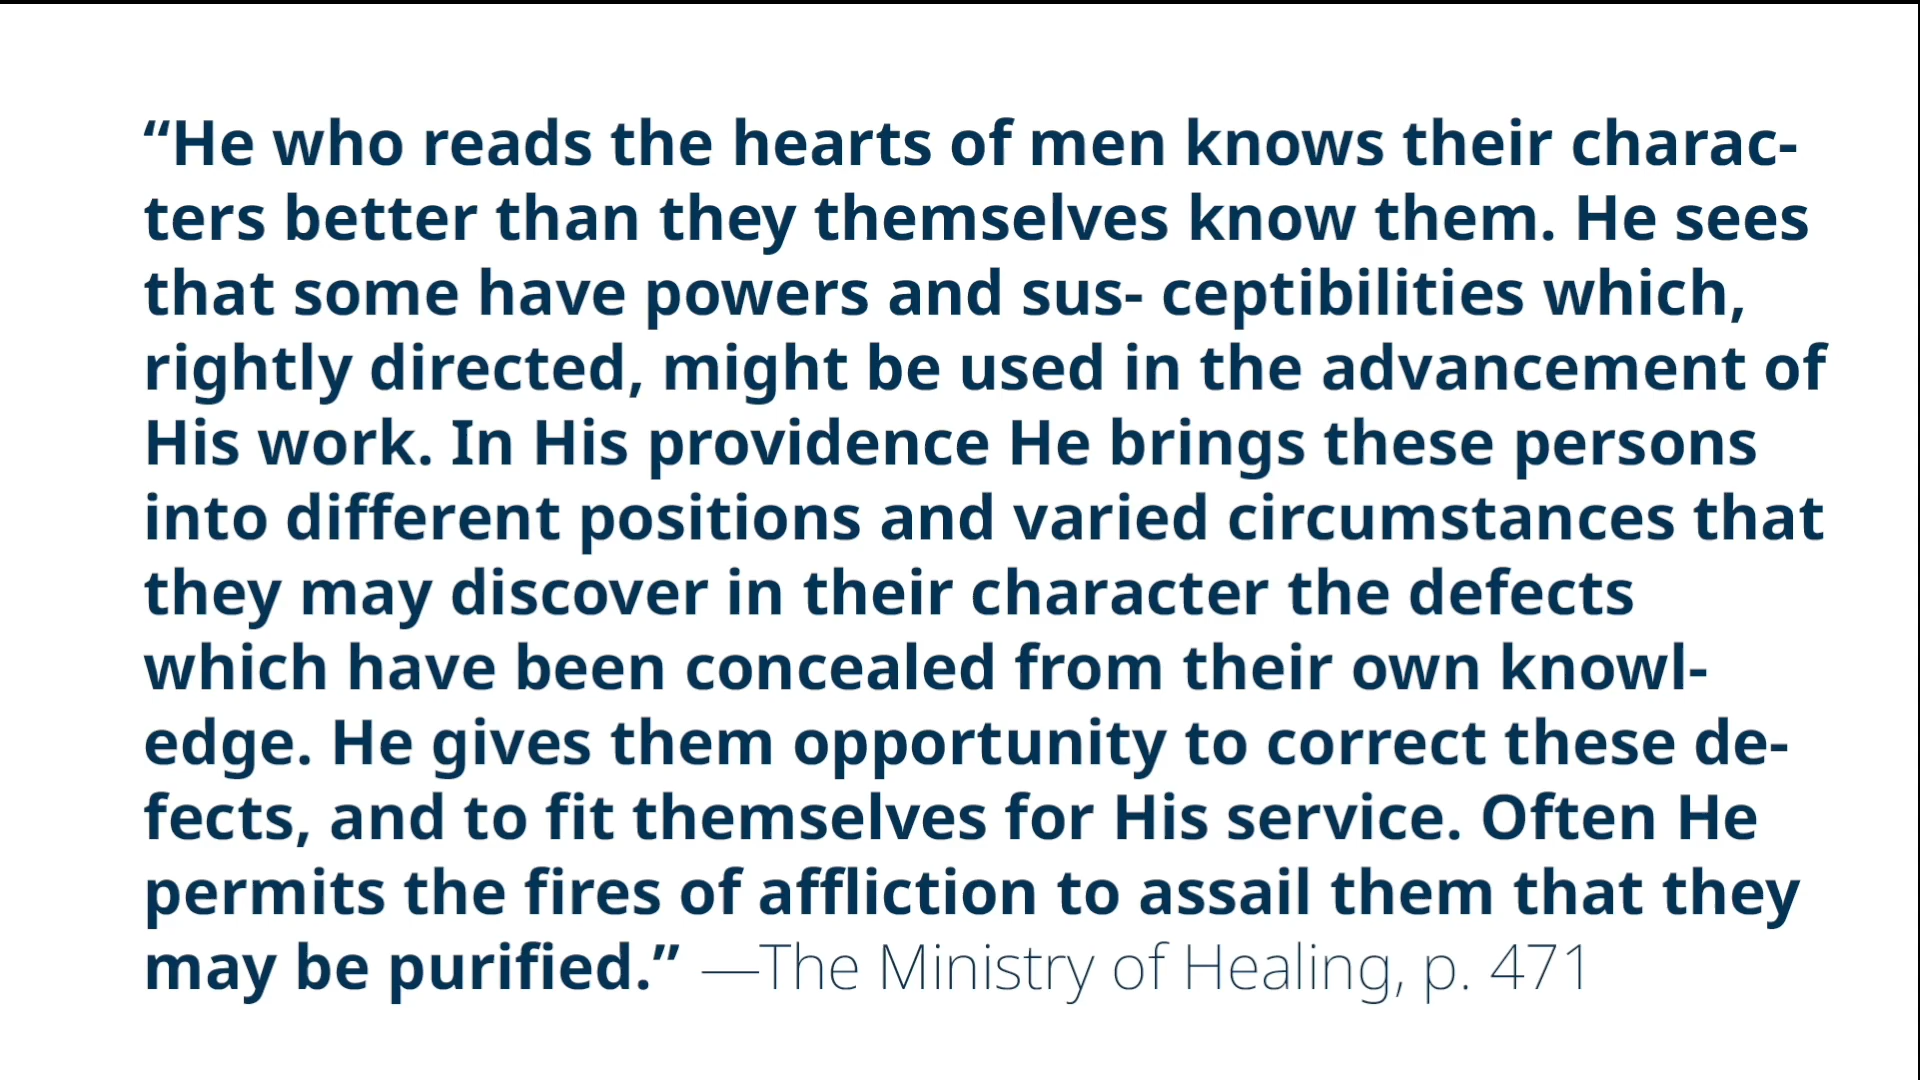 “He who reads the hearts of men knows their charac-
ters better than they themselves know them. He sees
that some have powers and sus- ceptibilities which,
rightly directed, might be used in the advancement of
His work. In His providence He brings these persons
into different positions and varied circumstances that
they may discover in their character the defects
which have been concealed from their own knowl-
edge. He gives them opportunity to correct these de-
fects, and to fit themselves for His service. Often He
permits the fires of affliction to assail them that they
may be purified.” —The Ministry of Healing, p. 471